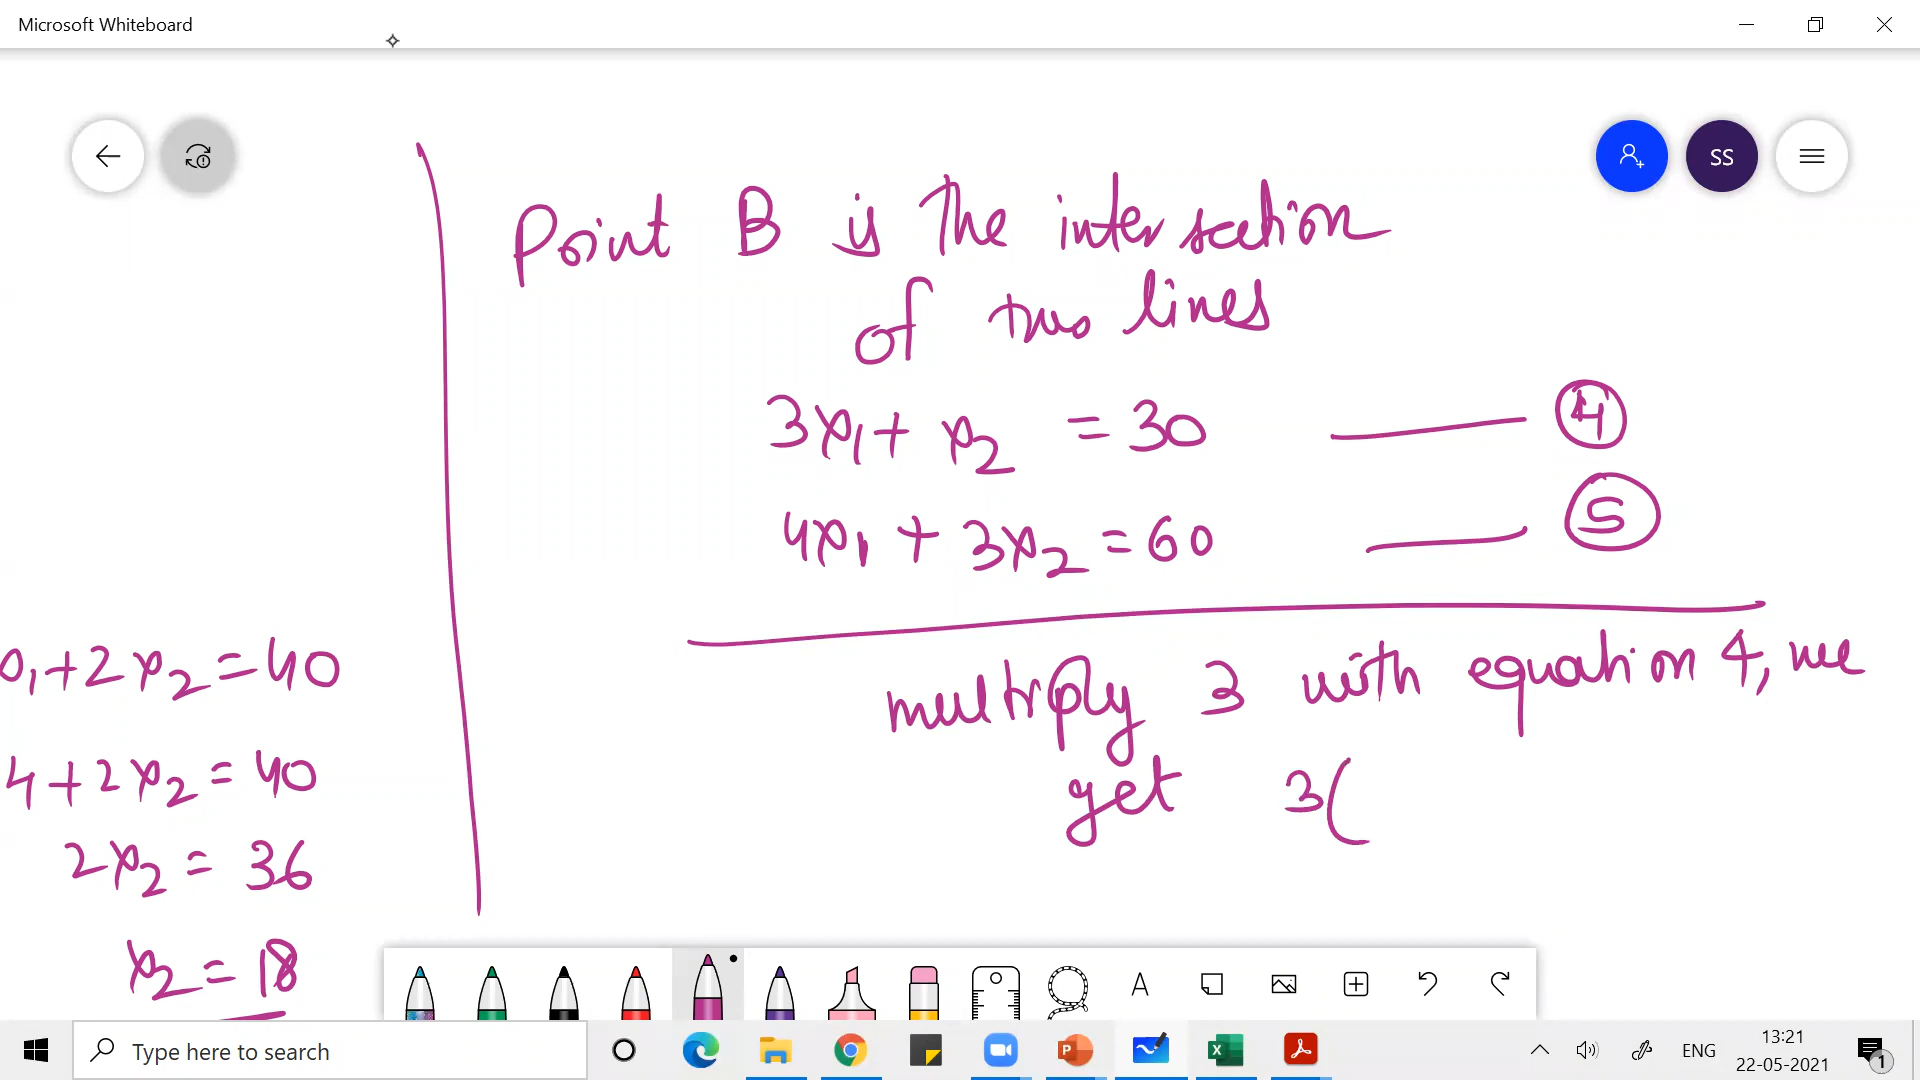 Microsoft Whiteboard
SS
Point B is the intersection
of two lines
3x₁ + x₂ = 30 —— 4
4x₁ + 3x₂ = 60 —— 5
multiply 3 with equation 4, we
get 3(
x₁+2x₂=40
4+2x₂=40
2x₂ = 36
x₂ = 18
A
Type here to search
ENG
13:21
22-05-2021
1